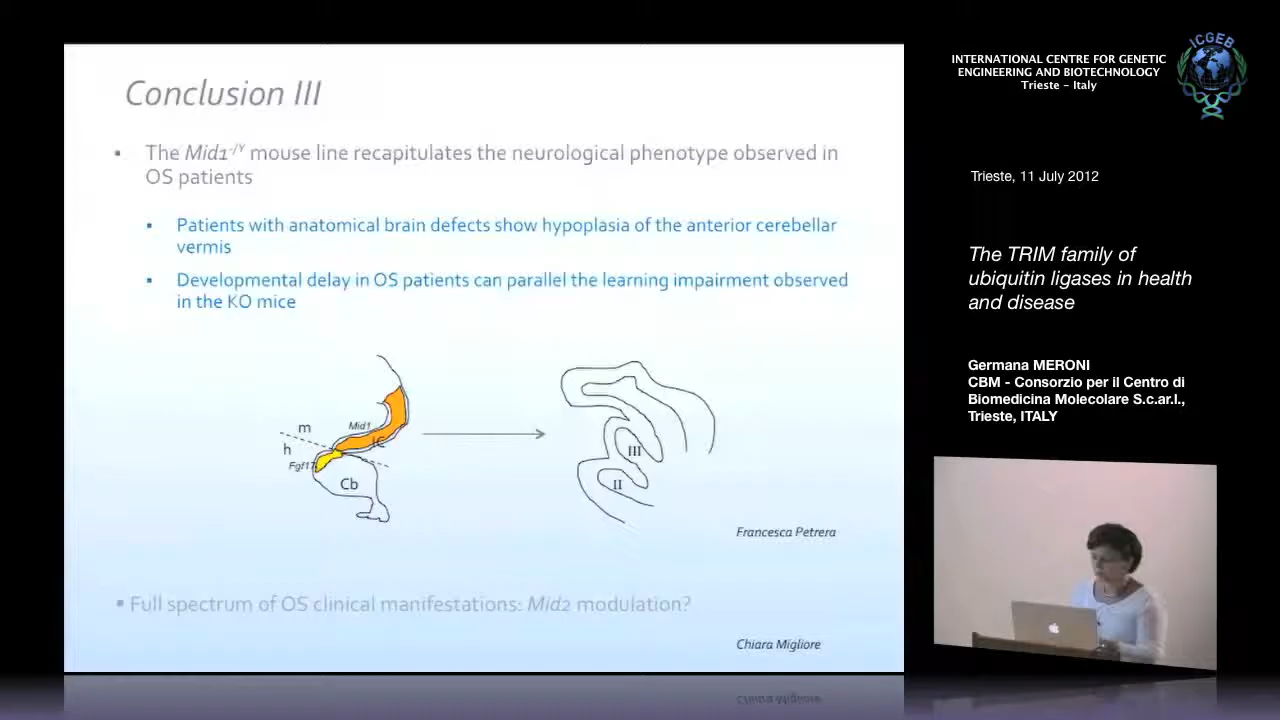 Conclusion III
▪ The Mid1-/Y mouse line recapitulates the neurological phenotype observed in
OS patients
▪ Patients with anatomical brain defects show hypoplasia of the anterior cerebellar
vermis
▪ Developmental delay in OS patients can parallel the learning impairment observed
in the KO mice
m
Mid1
IC
h
Fgf17
Cb
III
II
Francesca Petrera
▪ Full spectrum of OS clinical manifestations: Mid2 modulation?
Chiara Migliore
INTERNATIONAL CENTRE FOR GENETIC
ENGINEERING AND BIOTECHNOLOGY
Trieste - Italy
ICGEB
Trieste, 11 July 2012
The TRIM family of
ubiquitin ligases in health
and disease
Germana MERONI
CBM - Consorzio per il Centro di
Biomedicina Molecolare S.c.ar.l.,
Trieste, ITALY